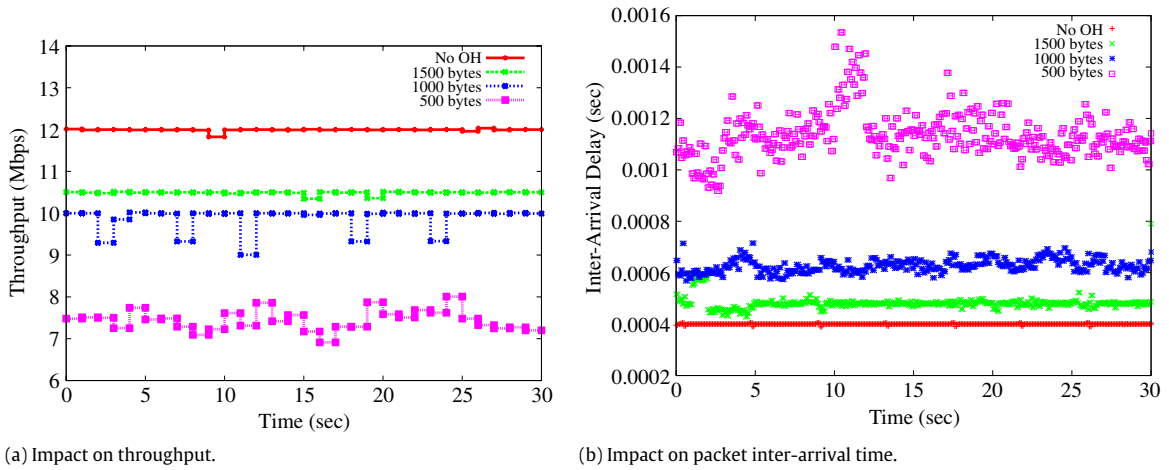 14
13
12
11
10
9
8
7
6
0 5 10 15 20 25 30
Throughput (Mbps)
Time (sec)
No OH
1500 bytes
1000 bytes
500 bytes
(a) Impact on throughput.
0.0016
0.0014
0.0012
0.001
0.0008
0.0006
0.0004
0.0002
0 5 10 15 20 25 30
Inter-Arrival Delay (sec)
Time (sec)
No OH
1500 bytes
1000 bytes
500 bytes
(b) Impact on packet inter-arrival time.